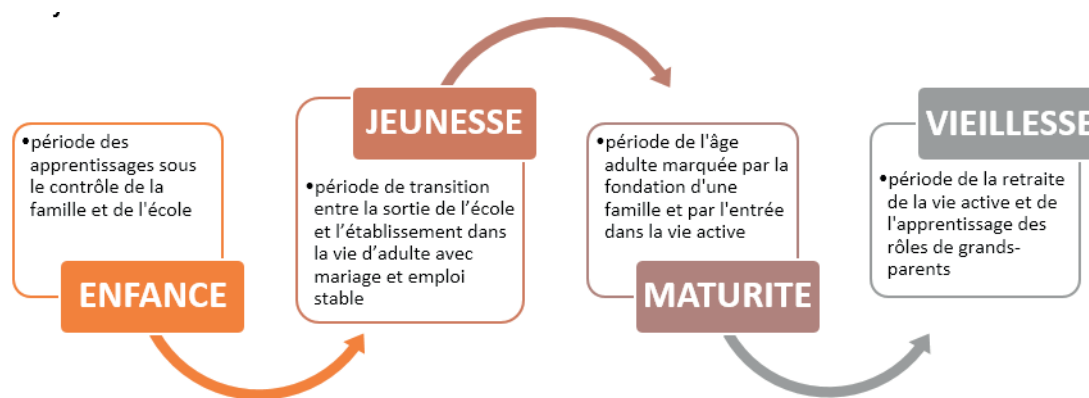 •période des
apprentissages sous
le contrôle de la
famille et de l'école
ENFANCE
JEUNESSE
•période de transition
entre la sortie de l’école
et l’établissement dans
la vie d’adulte avec
mariage et emploi
stable
•période de l'âge
adulte marquée par la
fondation d'une
famille et par l'entrée
dans la vie active
MATURITE
VIEILLESSE
•période de la retraite
de la vie active et de
l'apprentissage des
rôles de grands-
parents